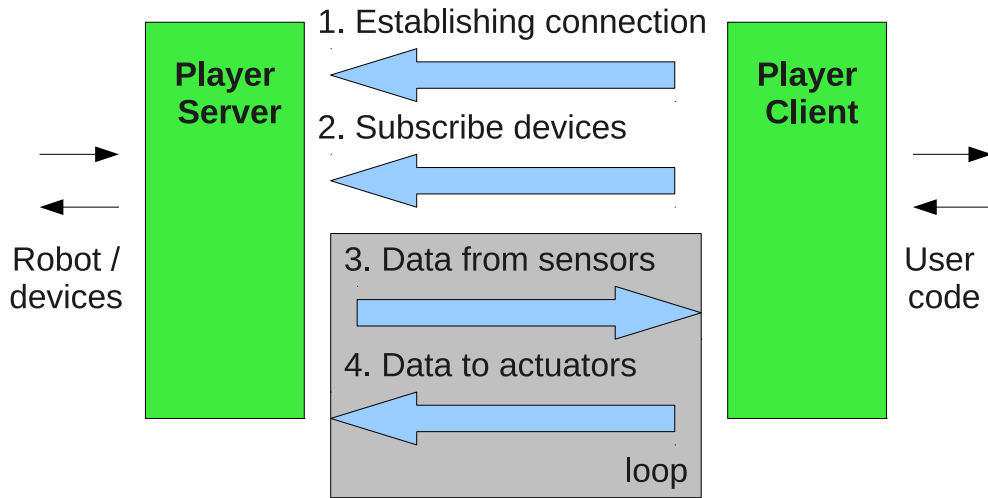 1. Establishing connection
Player
Server
Player
Client
2. Subscribe devices
Robot /
devices
3. Data from sensors
User
code
4. Data to actuators
loop